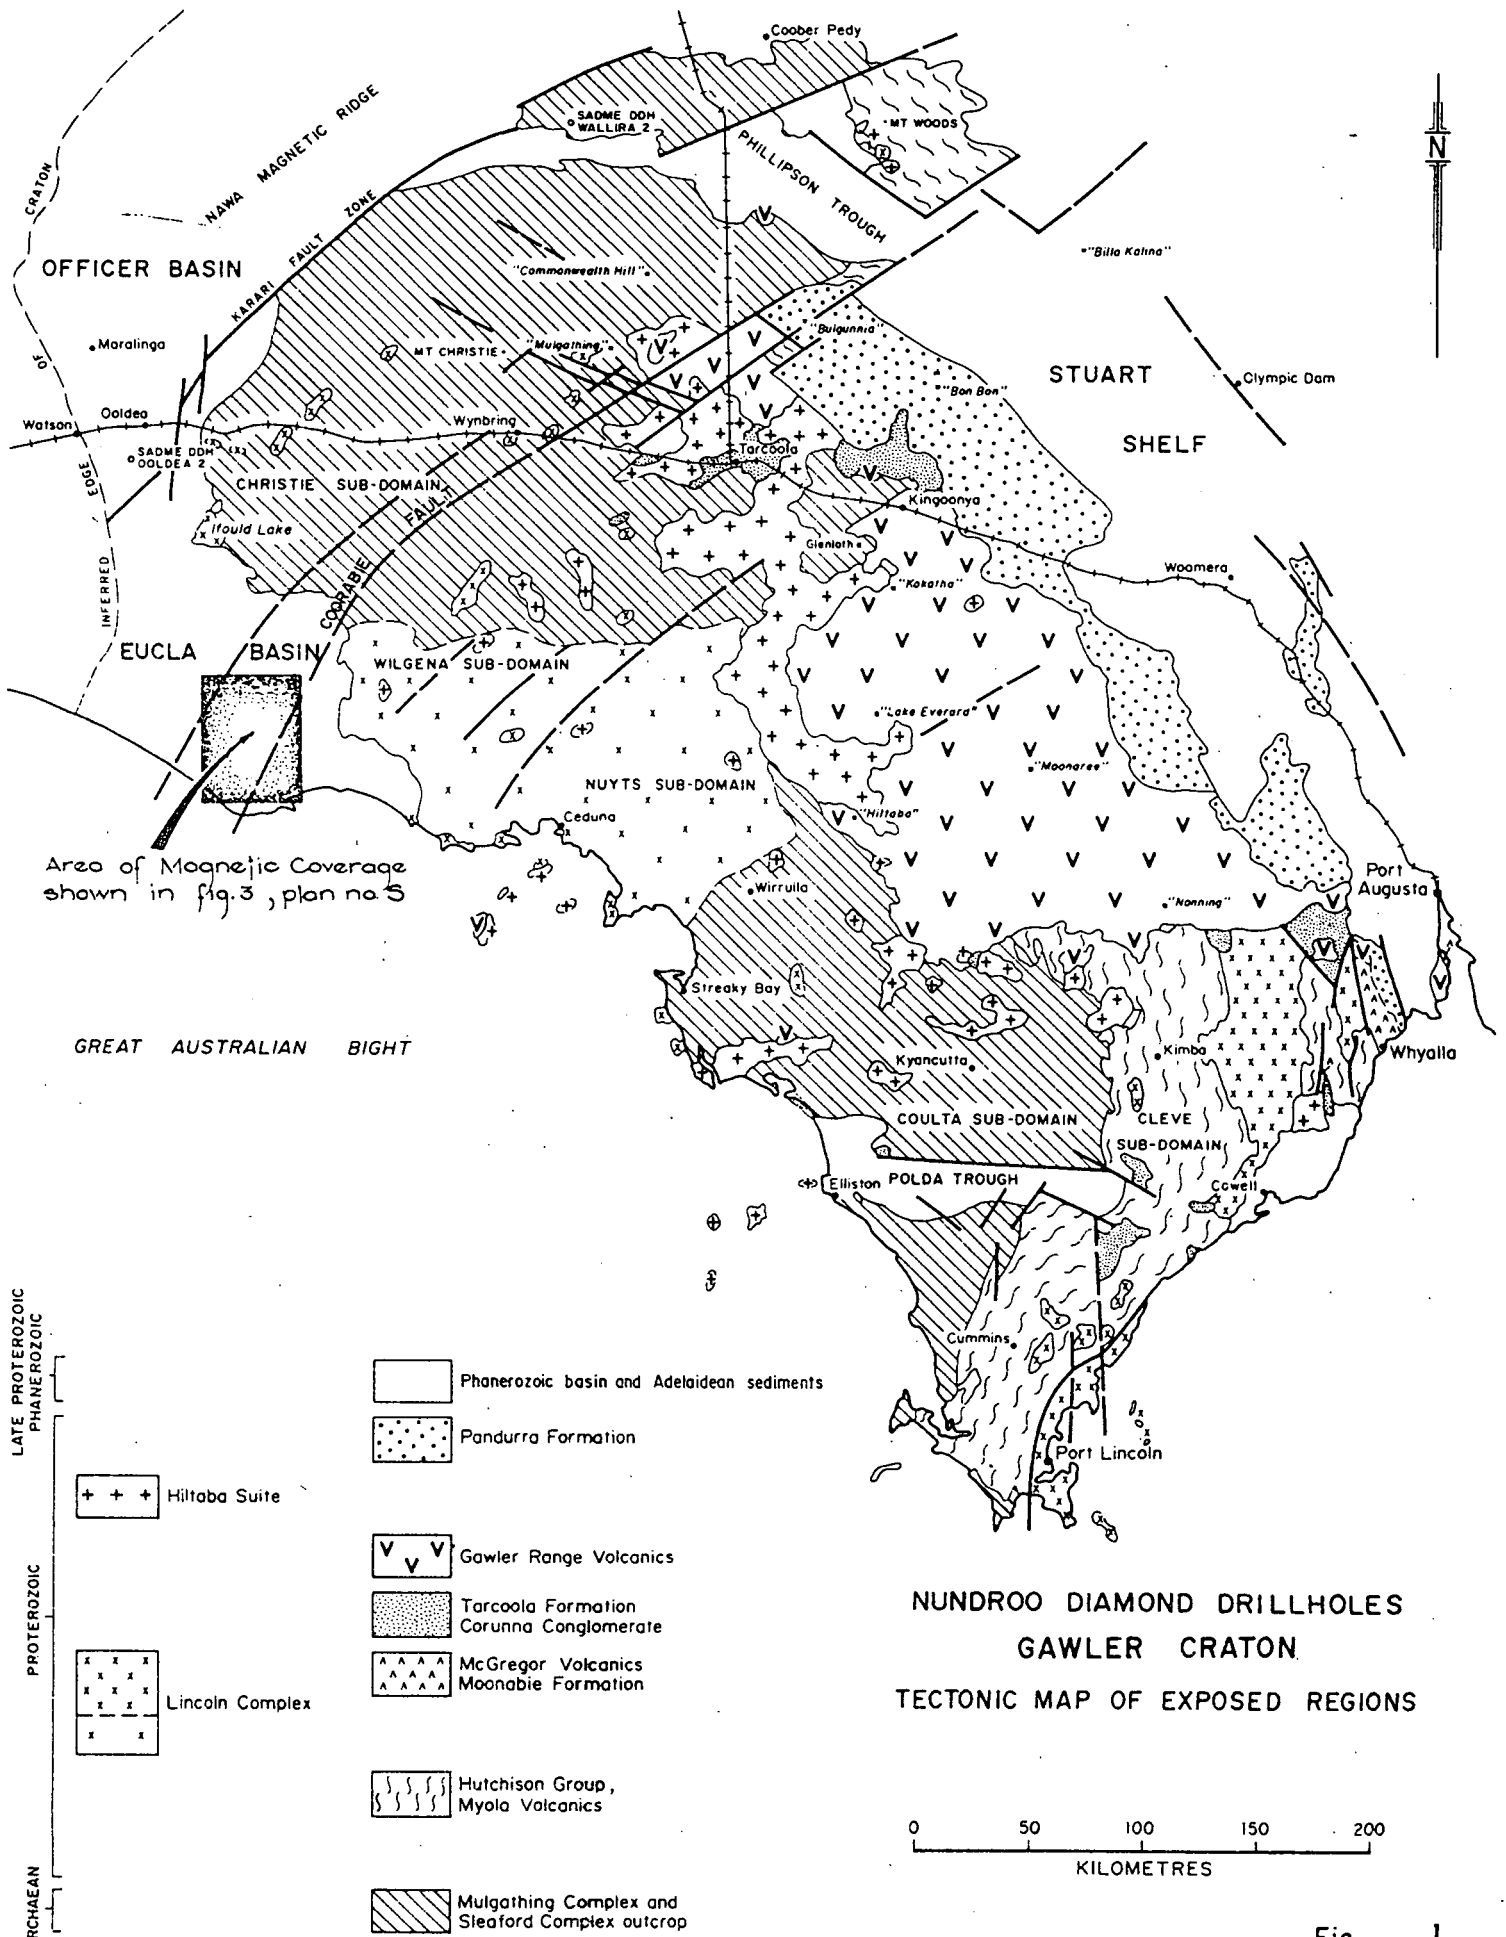 Coober Pedy
SADME DDH
WALLIRA 2
MT WOODS
NAWA MAGNETIC RIDGE
CRATON
PHILLIPSON TROUGH
KARARI FAULT ZONE
OFFICER BASIN
"Commonwealth Hill"
"Billa Kalina"
Maralinga
OF
MT CHRISTIE
"Mulgathing"
"Bulgunnia"
STUART
SHELF
Olympic Dam
"Bon Bon"
Watson
Ooldea
Wynbring
SADME DDH
OOLDEA 2
Tarcoola
EDGE
CHRISTIE SUB-DOMAIN
COORABIE FAULT
Kingoonya
Ifould Lake
Glenloth
"Kokatha"
Woomera
INFERRED
EUCLA BASIN
WILGENA SUB-DOMAIN
"Lake Everard"
"Moonaree"
NUYTS SUB-DOMAIN
"Hiltaba"
Ceduna
Area of Magnetic Coverage
shown in fig.3, plan no.5
Wirrulla
"Nonning"
Port
Augusta
Streaky Bay
GREAT AUSTRALIAN BIGHT
Kyancutta
Kimba
Whyalla
COULTA SUB-DOMAIN
CLEVE
SUB-DOMAIN
Elliston
POLDA TROUGH
Cowell
Cummins
Port Lincoln
N
LATE PROTEROZOIC
PHANEROZOIC
Phanerozoic basin and Adelaidean sediments
Pandurra Formation
Hiltaba Suite
PROTEROZOIC
Gawler Range Volcanics
Tarcoola Formation
Corunna Conglomerate
McGregor Volcanics
Moonabie Formation
Lincoln Complex
Hutchison Group,
Myola Volcanics
RCHAEAN
Mulgathing Complex and
Sleaford Complex outcrop
NUNDROO DIAMOND DRILLHOLES
GAWLER CRATON
TECTONIC MAP OF EXPOSED REGIONS
0 50 100 150 200
KILOMETRES
Fig. 1